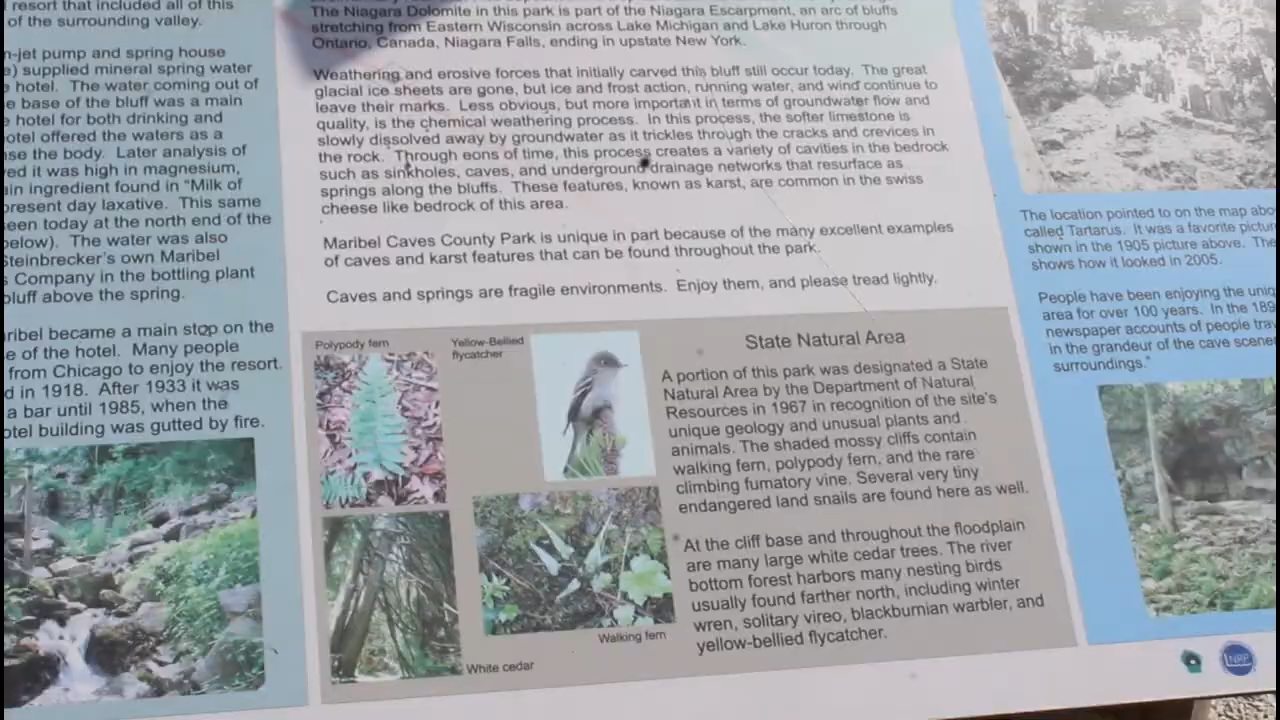 resort that included all of this
of the surrounding valley.
jet pump and spring house
supplied mineral spring water
hotel. The water coming out of
base of the bluff was a main
hotel for both drinking and
offered the waters as a
the body. Later analysis of
it was high in magnesium,
ingredient found in "Milk of
present day laxative. This same
seen today at the north end of the
below). The water was also
Steinbrecker's own Maribel
Company in the bottling plant
bluff above the spring.
became a main stop on the
of the hotel. Many people
from Chicago to enjoy the resort.
in 1918. After 1933 it was
a bar until 1985, when the
building was gutted by fire.
The Niagara Dolomite in this park is part of the Niagara Escarpment, an arc of bluffs
stretching from Eastern Wisconsin across Lake Michigan and Lake Huron through
Ontario, Canada, Niagara Falls, ending in upstate New York.
Weathering and erosive forces that initially carved this bluff still occur today. The great
glacial ice sheets are gone, but ice and frost action, running water, and wind continue to
leave their marks. Less obvious, but more important in terms of groundwater flow and
quality, is the chemical weathering process. In this process, the softer limestone is
slowly dissolved away by groundwater as it trickles through the cracks and crevices in
the rock. Through eons of time, this process creates a variety of cavities in the bedrock
such as sinkholes, caves, and underground drainage networks that resurface as
springs along the bluffs. These features, known as karst, are common in the swiss
cheese like bedrock of this area.
Maribel Caves County Park is unique in part because of the many excellent examples
of caves and karst features that can be found throughout the park.
Caves and springs are fragile environments. Enjoy them, and please tread lightly.
Polypody fern
Yellow-Bellied
flycatcher
Walking fern
White cedar
State Natural Area
A portion of this park was designated a State
Natural Area by the Department of Natural
Resources in 1967 in recognition of the site's
unique geology and unusual plants and
animals. The shaded mossy cliffs contain
walking fern, polypody fern, and the rare
climbing fumatory vine. Several very tiny
endangered land snails are found here as well.
At the cliff base and throughout the floodplain
are many large white cedar trees. The river
bottom forest harbors many nesting birds
usually found farther north, including winter
wren, solitary vireo, blackburnian warbler, and
yellow-bellied flycatcher.
The location pointed to on the map
called Tartarus. It was a favorite
shown in the 1905 picture above. The
shows how it looked in 2005.
People have been enjoying the
area for over 100 years. In the
newspaper accounts of people
in the grandeur of the cave
surroundings."
NRP